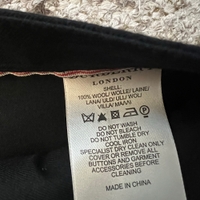 LONDON
SHELL:
100% WOOL/ WOLLE/ LAINE/
LANA/ ULD/ ULL/ WOL/
VILLA/ МАЛЛІ/
DO NOT WASH
DO NOT BLEACH
DO NOT TUMBLE DRY
COOL IRON
SPECIALIST DRY CLEAN ONLY
COVER OR REMOVE ALL
BUTTONS AND GARMENT
ACCESSORIES BEFORE
CLEANING
MADE IN CHINA